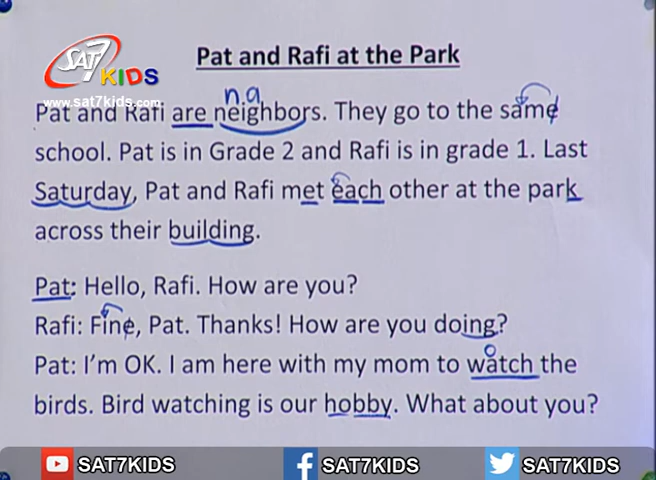 Pat and Rafi at the Park
SAT7
KIDS
www.sat7kids.com
n.a
Pat and Rafi are neighbors. They go to the same
school. Pat is in Grade 2 and Rafi is in grade 1. Last
Saturday, Pat and Rafi met each other at the park
across their building.
Pat: Hello, Rafi. How are you?
Rafi: Fine, Pat. Thanks! How are you doing?
o
Pat: I'm OK. I am here with my mom to watch the
birds. Bird watching is our hobby. What about you?
SAT7KIDS SAT7KIDS SAT7KIDS